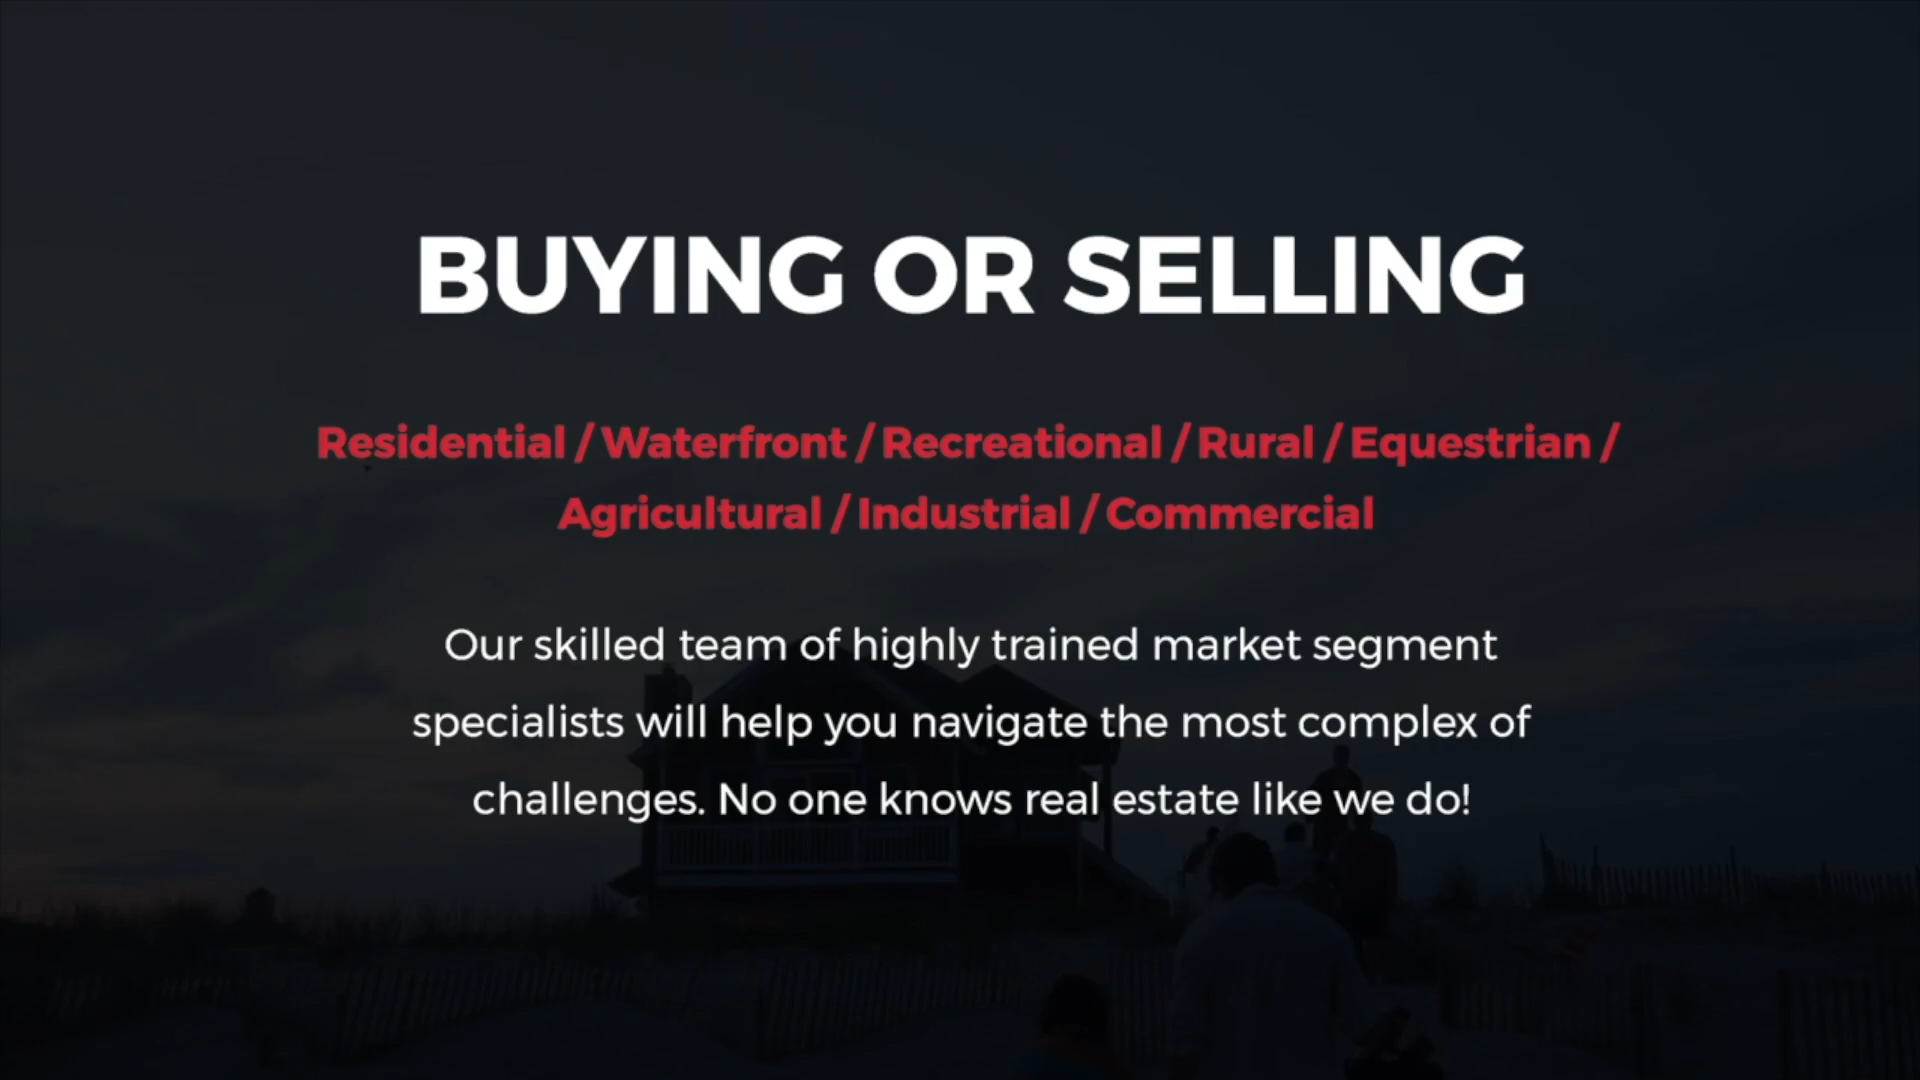 BUYING OR SELLING
Residential / Waterfront / Recreational / Rural / Equestrian /
Agricultural / Industrial / Commercial
Our skilled team of highly trained market segment
specialists will help you navigate the most complex of
challenges. No one knows real estate like we do!